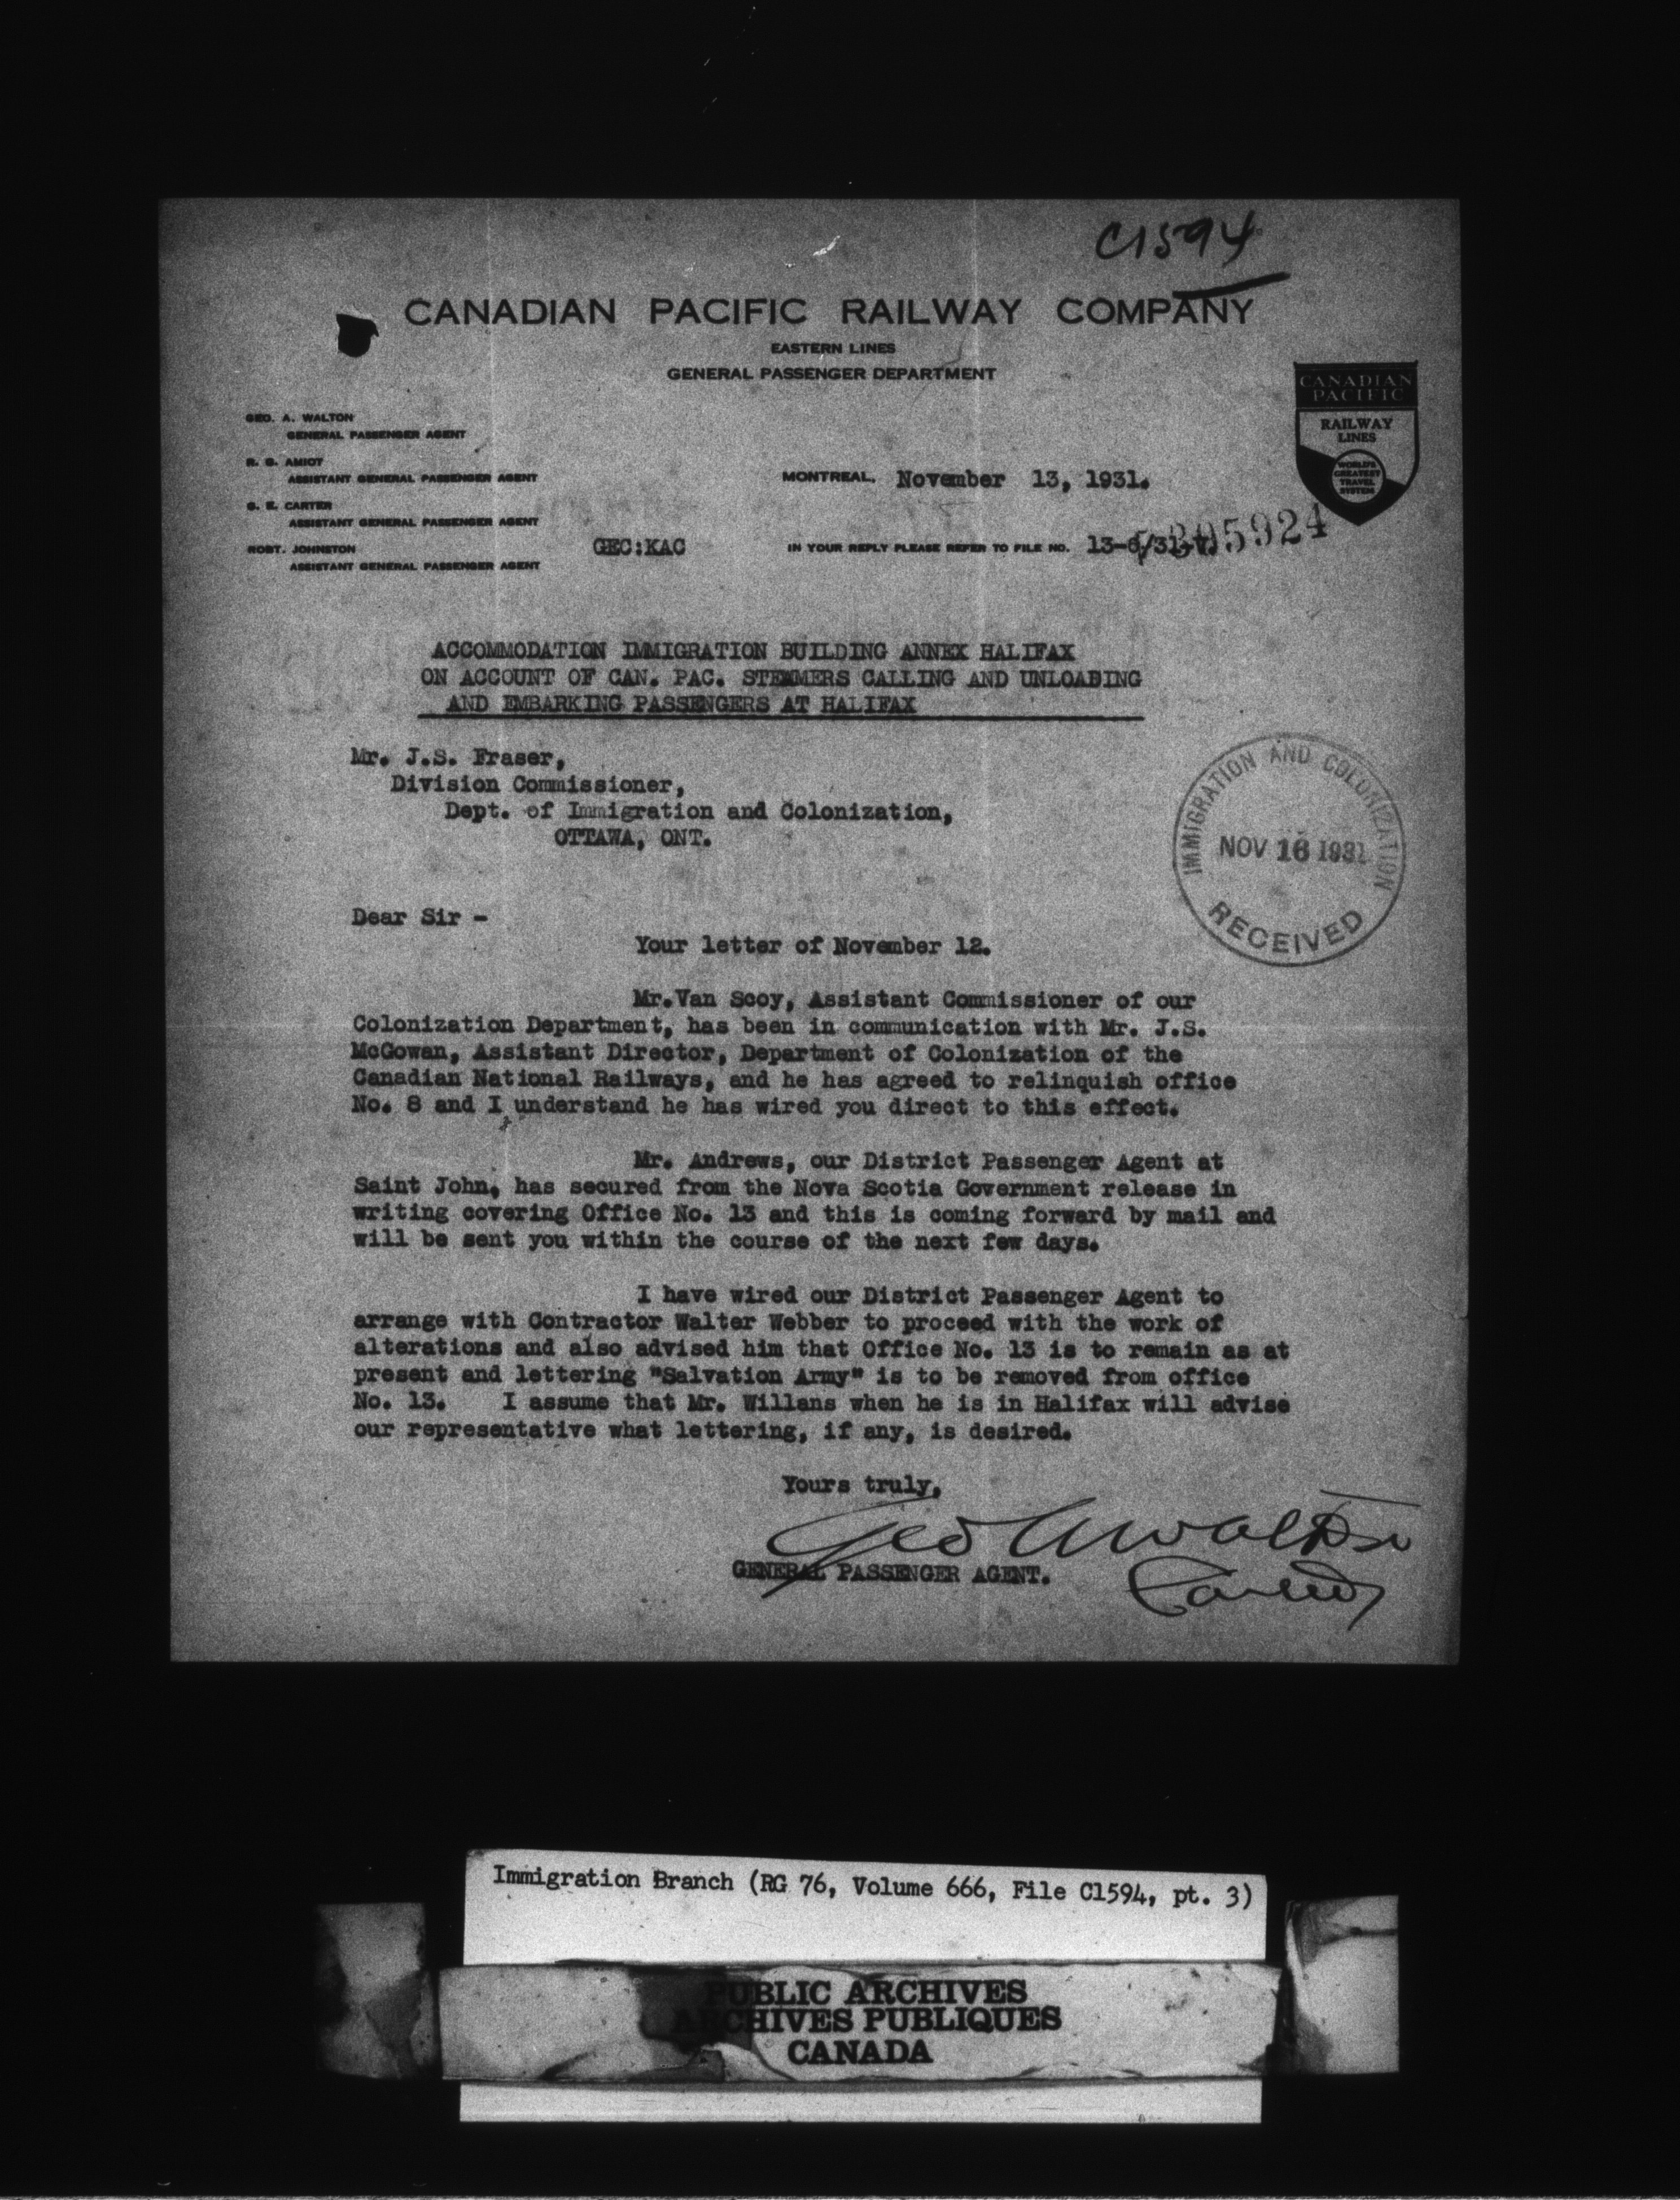 C1594
CANADIAN PACIFIC RAILWAY COMPANY
EASTERN LINES
GENERAL PASSENGER DEPARTMENT
CANADIAN
PACIFIC
RAILWAY
LINES
WORLD'S
GREATEST
TRAVEL
SYSTEM
GEO. A. WALTON
GENERAL PASSENGER AGENT
R. G. AMIOT
ASSISTANT GENERAL PASSENGER AGENT
G. E. CARTER
ASSISTANT GENERAL PASSENGER AGENT
ROBT. JOHNSTON
ASSISTANT GENERAL PASSENGER AGENT
MONTREAL, November 13, 1931.
GEC:KAC
IN YOUR REPLY PLEASE REFER TO FILE NO.
ACCOMMODATION IMMIGRATION BUILDING ANNEX HALIFAX
ON ACCOUNT OF CAN. PAC. STEAMERS CALLING AND UNLOADING
AND EMBARKING PASSENGERS AT HALIFAX
Mr. J.S. Fraser,
Division Commissioner,
Dept. of Immigration and Colonization,
OTTAWA, ONT.
IMMIGRATION AND COLONIZATION
NOV 16 1931
RECEIVED
Dear Sir -
Your letter of November 12.
Mr.Van Scoy, Assistant Commissioner of our
Colonization Department, has been in communication with Mr. J.S.
McGowan, Assistant Director, Department of Colonization of the
Canadian National Railways, and he has agreed to relinquish office
No. 8 and I understand he has wired you direct to this effect.
Mr. Andrews, our District Passenger Agent at
Saint John, has secured from the Nova Scotia Government release in
writing covering Office No. 13 and this is coming forward by mail and
will be sent you within the course of the next few days.
I have wired our District Passenger Agent to
arrange with Contractor Walter Webber to proceed with the work of
alterations and also advised him that Office No. 13 is to remain as at
present and lettering "Salvation Army" is to be removed from office
No. 13. I assume that Mr. Willans when he is in Halifax will advise
our representative what lettering, if any, is desired.
Yours truly,
Geo A Walton
GENERAL PASSENGER AGENT.
Immigration Branch (RG 76, Volume 666, File C1594, pt. 3)
PUBLIC ARCHIVES
ARCHIVES PUBLIQUES
CANADA